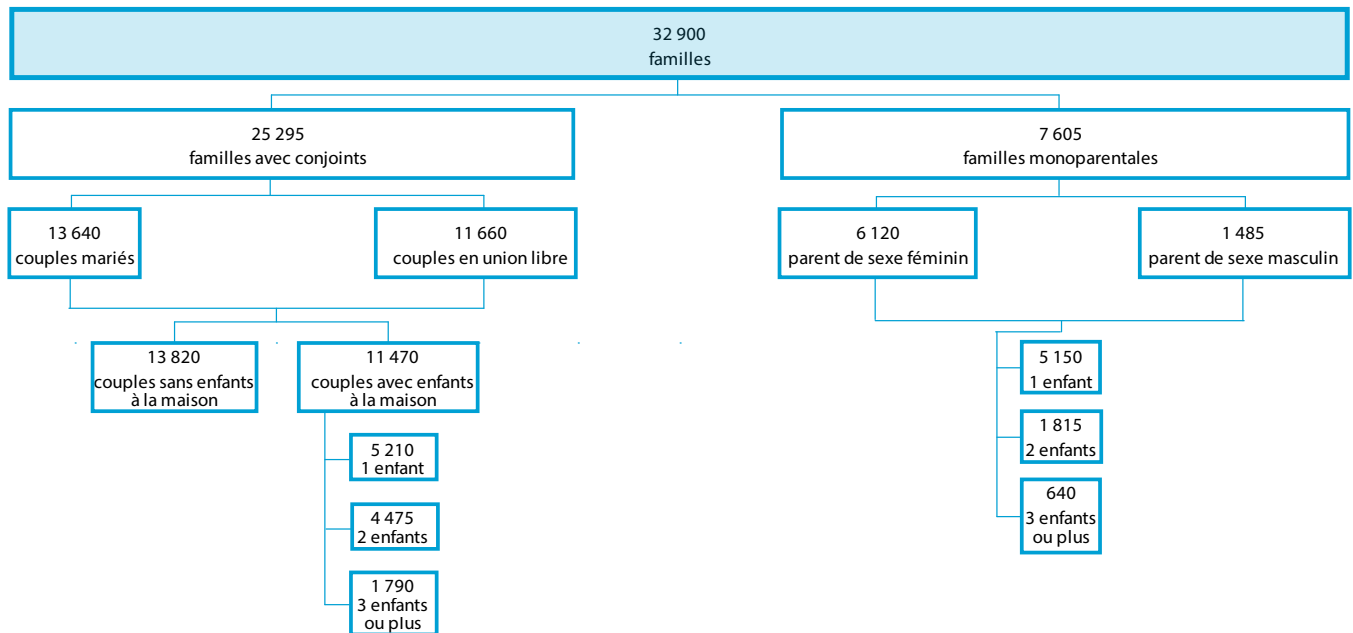 32 900
familles
25 295
familles avec conjoints
7 605
familles monoparentales
13 640
couples mariés
11 660
couples en union libre
6 120
parent de sexe féminin
1 485
parent de sexe masculin
13 820
couples sans enfants
à la maison
11 470
couples avec enfants
à la maison
5 210
1 enfant
4 475
2 enfants
1 790
3 enfants
ou plus
5 150
1 enfant
1 815
2 enfants
640
3 enfants
ou plus